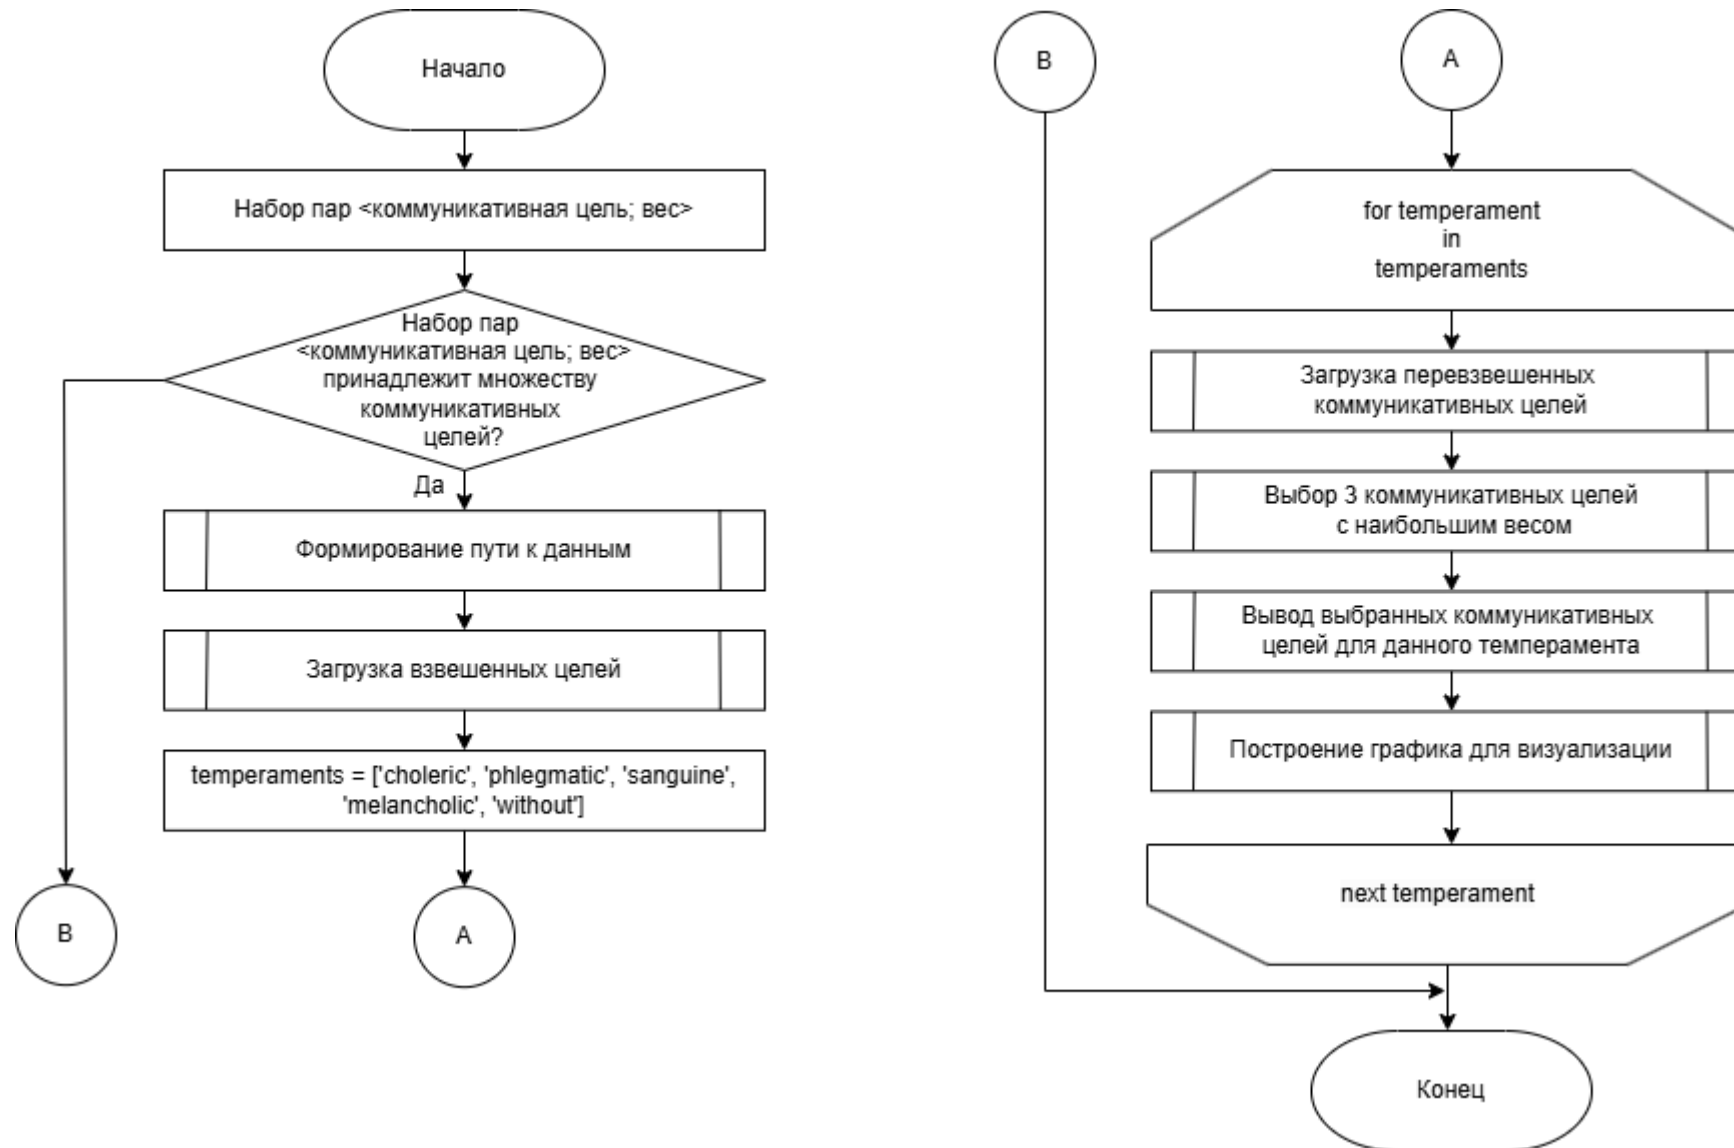 Начало
Набор пар <коммуникативная цель; вес>
Набор пар
<коммуникативная цель; вес>
принадлежит множеству
коммуникативных
целей?
Да
Формирование пути к данным
Загрузка взвешенных целей
temperaments = ['choleric', 'phlegmatic', 'sanguine',
'melancholic', 'without']
B
A
B
A
for temperament
in
temperaments
Загрузка перевзвешенных
коммуникативных целей
Выбор 3 коммуникативных целей
с наибольшим весом
Вывод выбранных коммуникативных
целей для данного темперамента
Построение графика для визуализации
next temperament
Конец